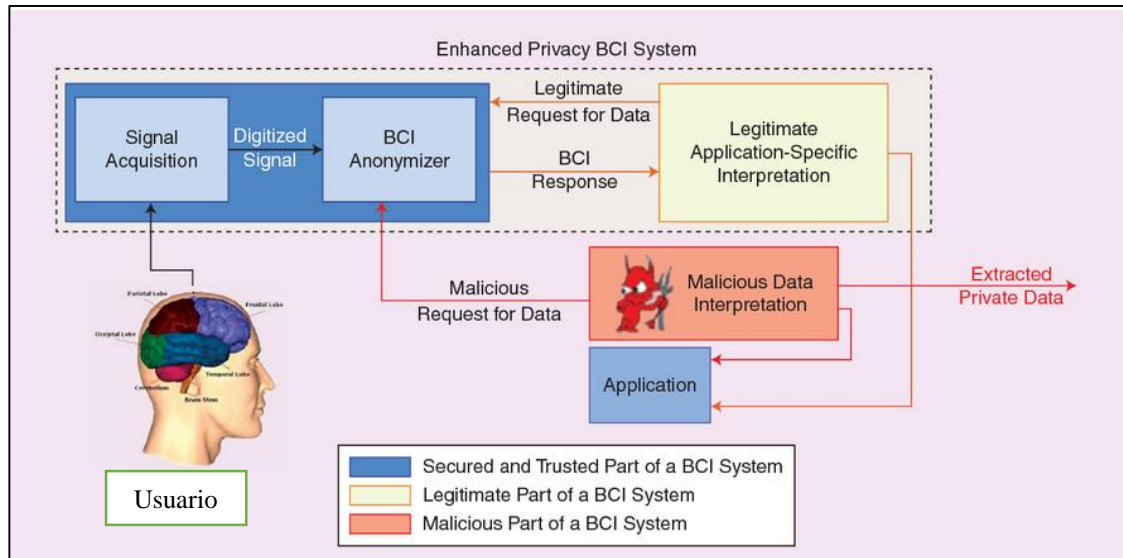 Enhanced Privacy BCI System
Signal
Acquisition
Digitized
Signal
BCI
Anonymizer
Legitimate
Request for Data
BCI
Response
Legitimate
Application-Specific
Interpretation
Malicious
Request for Data
Malicious Data
Interpretation
Extracted
Private Data
Application
Parietal Lobe
Frontal Lobe
Occipital Lobe
Temporal Lobe
Cerebellum
Brain Stem
Usuario
Secured and Trusted Part of a BCI System
Legitimate Part of a BCI System
Malicious Part of a BCI System